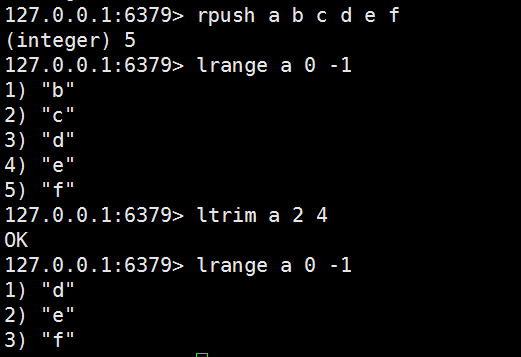 127.0.0.1:6379> rpush a b c d e f
(integer) 5
127.0.0.1:6379> lrange a 0 -1
1) "b"
2) "c"
3) "d"
4) "e"
5) "f"
127.0.0.1:6379> ltrim a 2 4
OK
127.0.0.1:6379> lrange a 0 -1
1) "d"
2) "e"
3) "f"